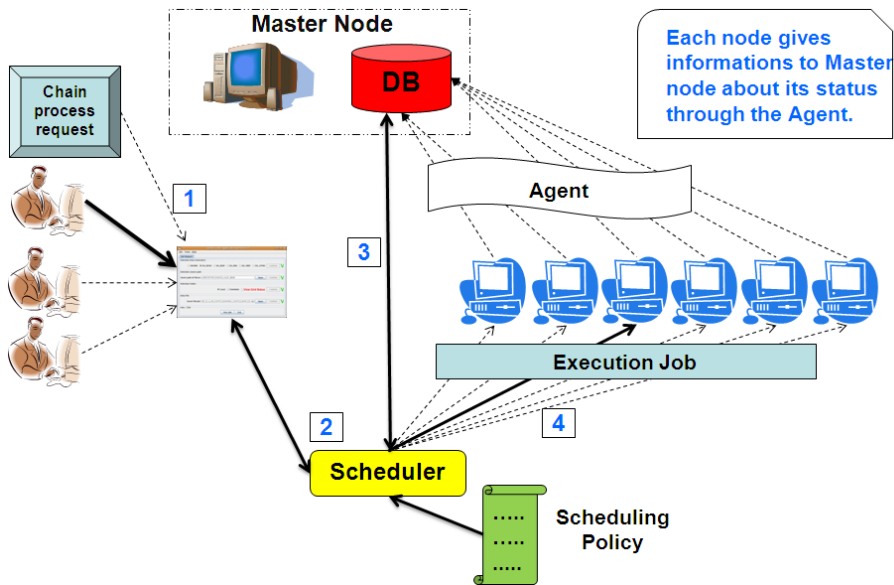 Master Node
DB
Each node gives
informations to Master
node about its status
through the Agent.
Chain
process
request
1
Agent
3
Execution Job
2
4
Scheduler
.....
.....
.....
Scheduling
Policy